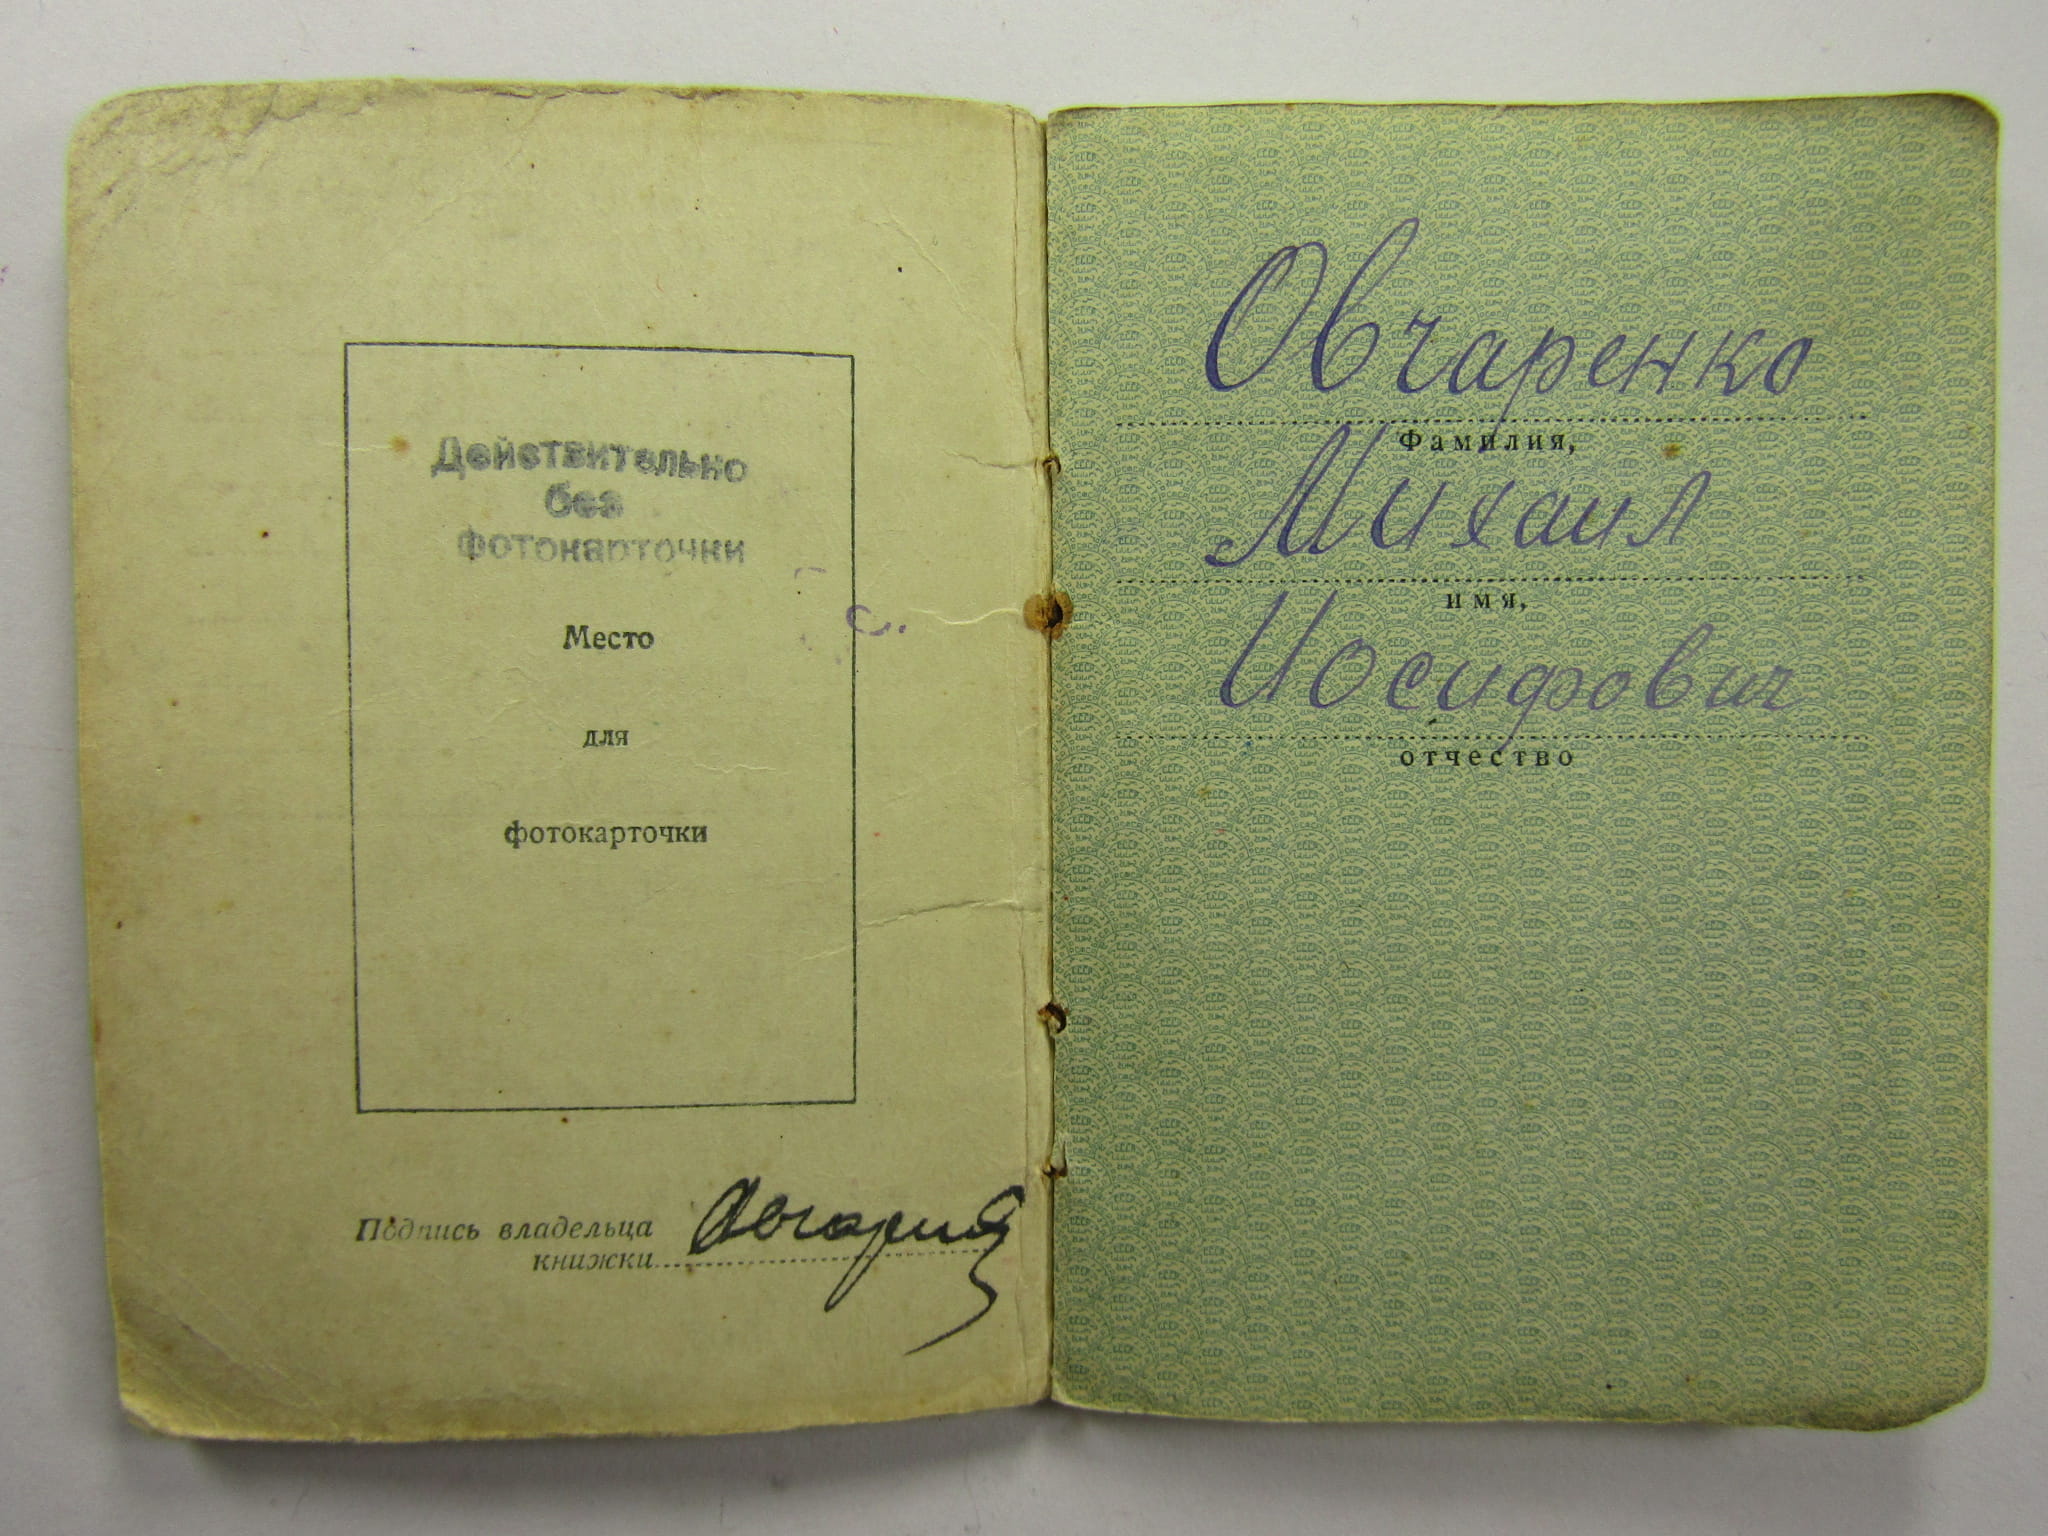 Действительно
без
фотокарточки
Место
для
фотокарточки
Подпись владельца
книжки
Овчаренко
Фамилия,
Михаил
имя,
Иосифович
отчество